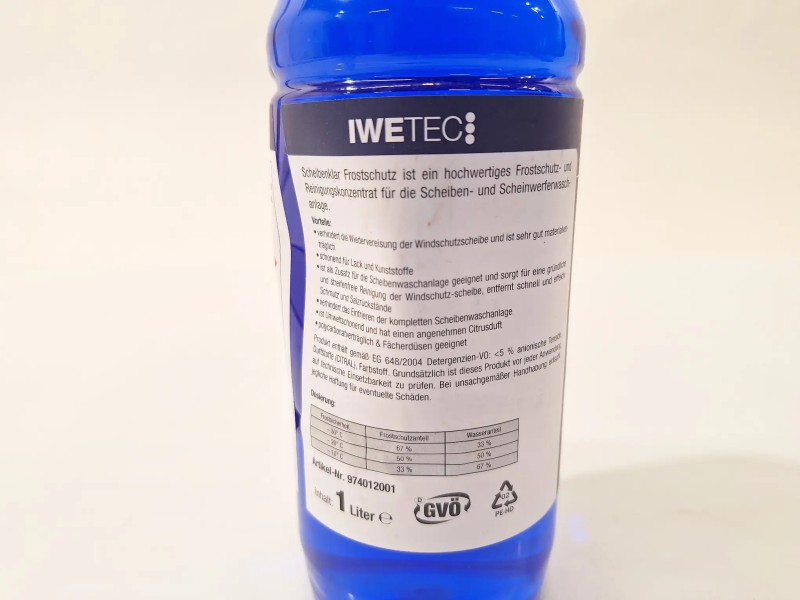 IWETEC
Scheibenklar Frostschutz ist ein hochwertiges Frostschutz- und
Reinigungskonzentrat für die Scheiben- und Scheinwerferwasch-
anlage.
Vorteile:
• verhindert die Wiedervereisung der Windschutzscheibe und ist sehr gut materialver-
träglich
• schonend für Lack und Kunststoffe
• ist als Zusatz für die Scheibenwaschanlage geeignet und sorgt für eine gründliche
und streifenfreie Reinigung der Windschutz-scheibe, entfernt schnell und effektiv
Schmutz und Salzrückstände
• verhindert das Einfrieren der kompletten Scheibenwaschanlage
• ist Umweltschonend und hat einen angenehmen Citrusduft
• polycarbonatverträglich & Fächerdüsen geeignet
Produkt enthält gemäß EG 648/2004 Detergenzien-VO: <5 % anionische Tenside,
Duftstoffe (CITRAL), Farbstoff. Grundsätzlich ist dieses Produkt vor jeder Anwendung
auf technische Einsetzbarkeit zu prüfen. Bei unsachgemäßer Handhabung erlischt
jegliche Haftung für eventuelle Schäden.
Dosierung:
Frostsicherheit Frostschutzanteil Wasseranteil
67 % 33 %
- 20° C 50 % 50 %
33 % 67 %
Artikel-Nr. 974012001
Inhalt: 1 Liter ℮
D GVÖ
02
PE-HD